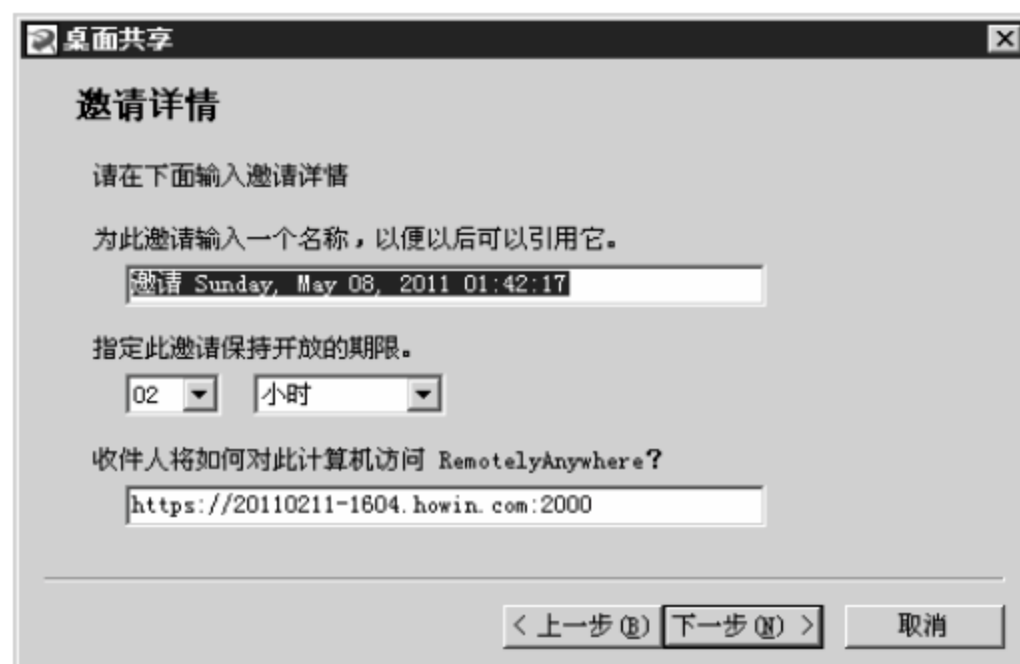 桌面共享
邀请详情
请在下面输入邀请详情
为此邀请输入一个名称，以便以后可以引用它。
邀请 Sunday, May 08, 2011 01:42:17
指定此邀请保持开放的期限。
02 小时
收件人将如何对此计算机访问 RemotelyAnywhere?
https://20110211-1604.howin.com:2000
< 上一步(B) 下一步(N) > 取消